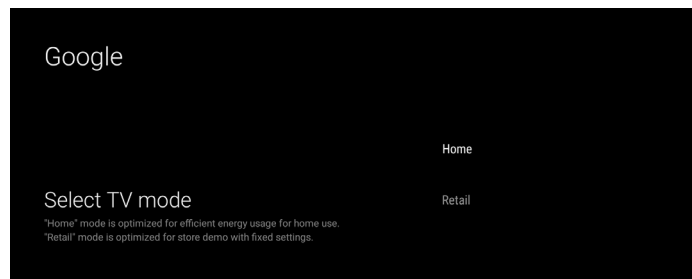 Google
Home
Select TV mode
Retail
"Home" mode is optimized for efficient energy usage for home use.
"Retail" mode is optimized for store demo with fixed settings.